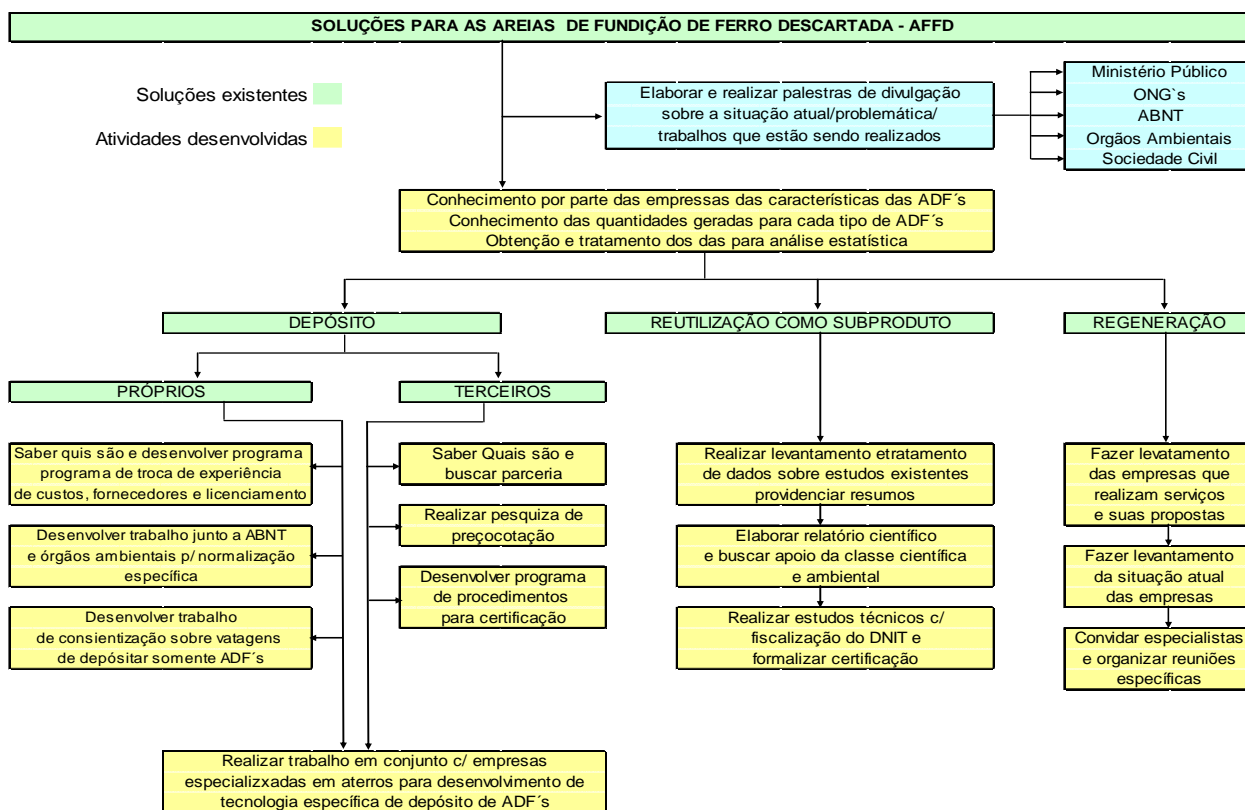 SOLUÇÕES PARA AS AREIAS DE FUNDIÇÃO DE FERRO DESCARTADA - AFFD
Soluções existentes
Atividades desenvolvidas
Elaborar e realizar palestras de divulgação
sobre a situação atual/problemática/
trabalhos que estão sendo realizados
Ministério Público
ONG`s
ABNT
Orgãos Ambientais
Sociedade Civil
Conhecimento por parte das empressas das características das ADF´s
Conhecimento das quantidades geradas para cada tipo de ADF´s
Obtenção e tratamento dos das para análise estatística
DEPÓSITO
REUTILIZAÇÃO COMO SUBPRODUTO
REGENERAÇÃO
PRÓPRIOS
TERCEIROS
Saber quis são e desenvolver programa
programa de troca de experiência
de custos, fornecedores e licenciamento
Desenvolver trabalho junto a ABNT
e órgãos ambientais p/ normalização
específica
Desenvolver trabalho
de consientização sobre vatagens
de depósitar somente ADF´s
Saber Quais são e
buscar parceria
Realizar pesquiza de
preçocotação
Desenvolver programa
de procedimentos
para certificação
Realizar levantamento etratamento
de dados sobre estudos existentes
providenciar resumos
Elaborar relatório científico
e buscar apoio da classe científica
e ambiental
Realizar estudos técnicos c/
fiscalização do DNIT e
formalizar certificação
Fazer levatamento
das empresas que
realizam serviços
e suas propostas
Fazer levantamento
da situação atual
das empresas
Convidar especialistas
e organizar reuniões
específicas
Realizar trabalho em conjunto c/ empresas
especializxadas em aterros para desenvolvimento de
tecnologia específica de depósito de ADF´s